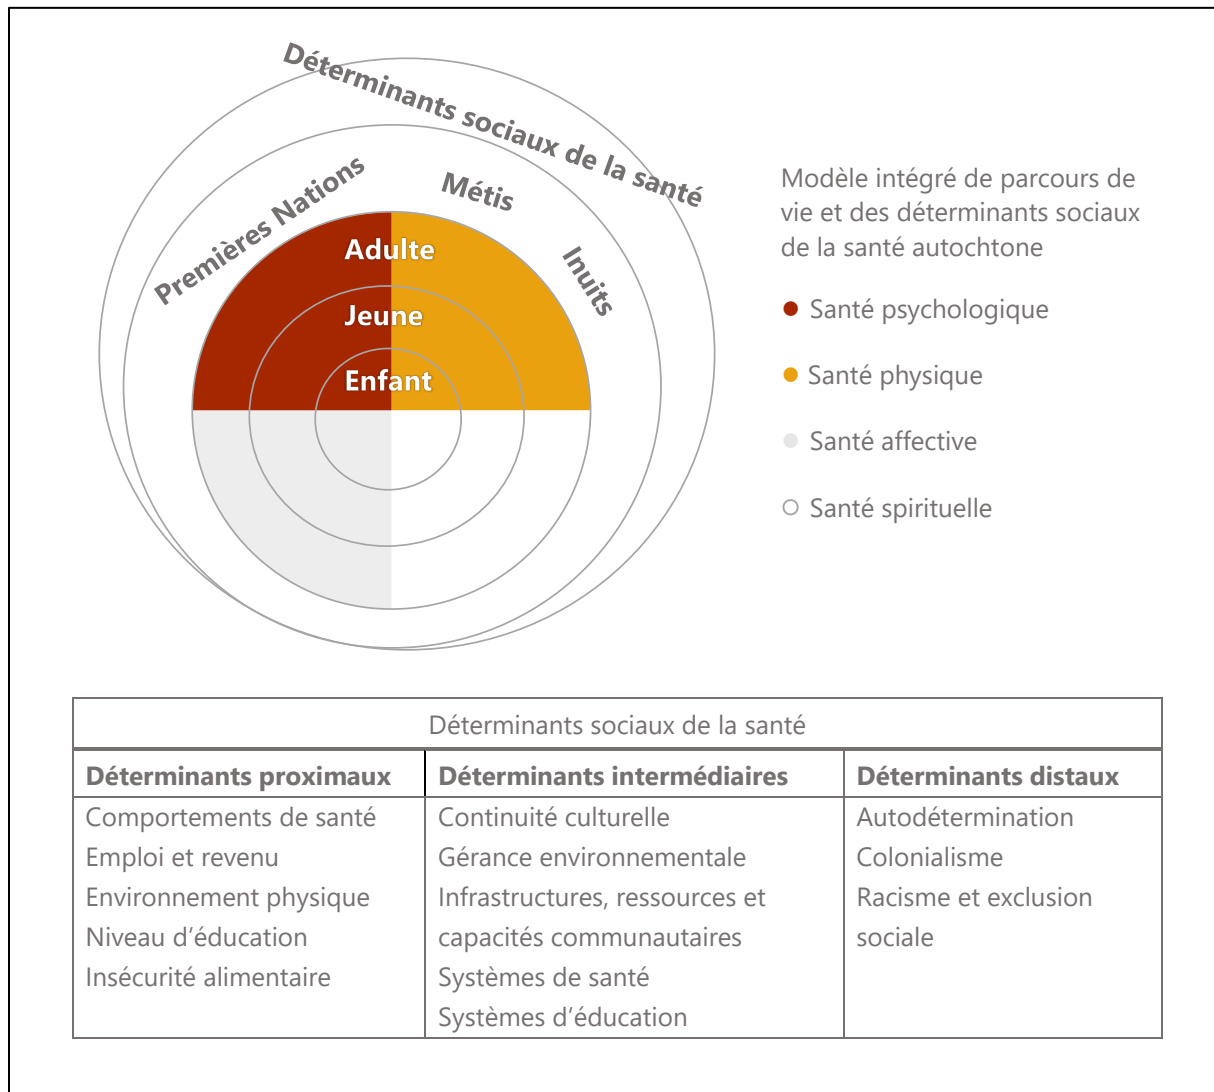 Déterminants sociaux de la santé
Premières Nations
Métis
Inuits
Adulte
Jeune
Enfant
Modèle intégré de parcours de
vie et des déterminants sociaux
de la santé autochtone
Santé psychologique
Santé physique
Santé affective
Santé spirituelle
Déterminants sociaux de la santé
Déterminants proximaux
Comportements de santé
Emploi et revenu
Environnement physique
Niveau d’éducation
Insécurité alimentaire
Déterminants intermédiaires
Continuité culturelle
Gérance environnementale
Infrastructures, ressources et
capacités communautaires
Systèmes de santé
Systèmes d’éducation
Déterminants distaux
Autodétermination
Colonialisme
Racisme et exclusion
sociale